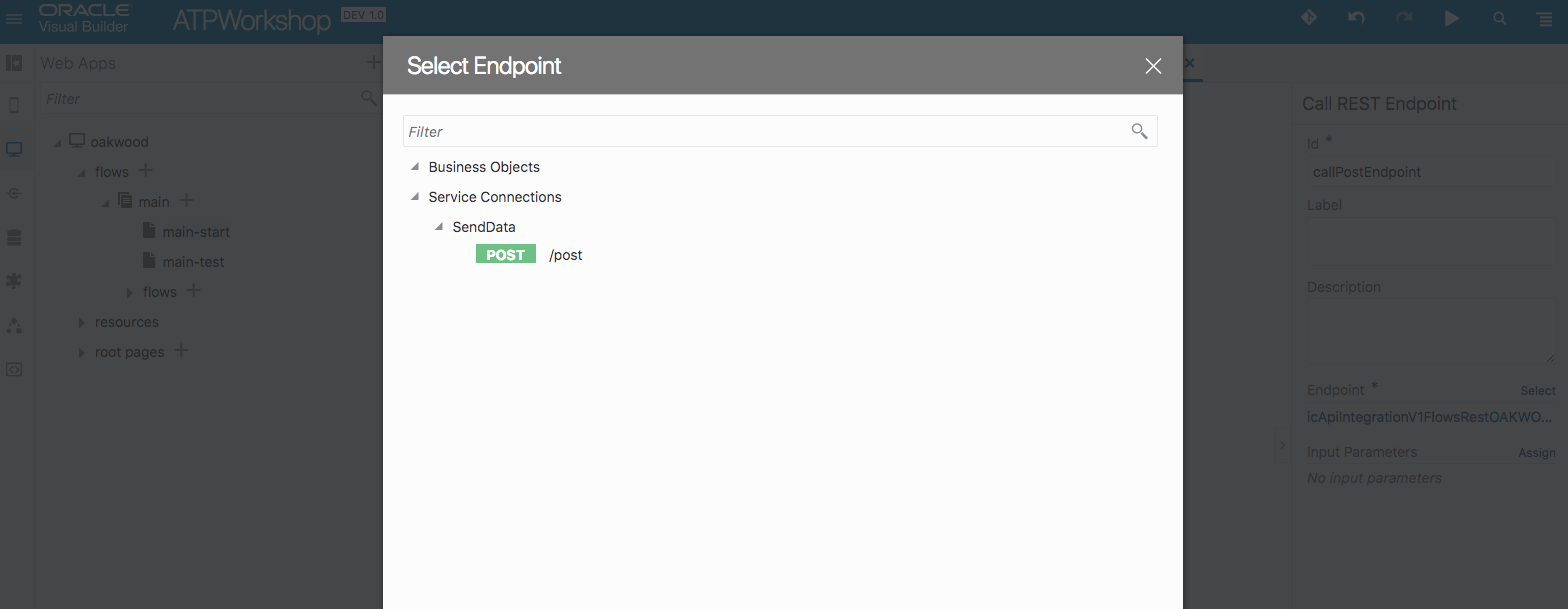 ORACLE
Visual Builder
ATPWorkshop
DEV 1.0
Web Apps
Filter
oakwood
flows
main
main-start
main-test
flows
resources
root pages
Select Endpoint
Filter
Business Objects
Service Connections
SendData
POST /post
Call REST Endpoint
Id *
callPostEndpoint
Label
Description
Endpoint * Select
icApiIntegrationV1FlowsRestOAKWO...
Input Parameters Assign
No input parameters